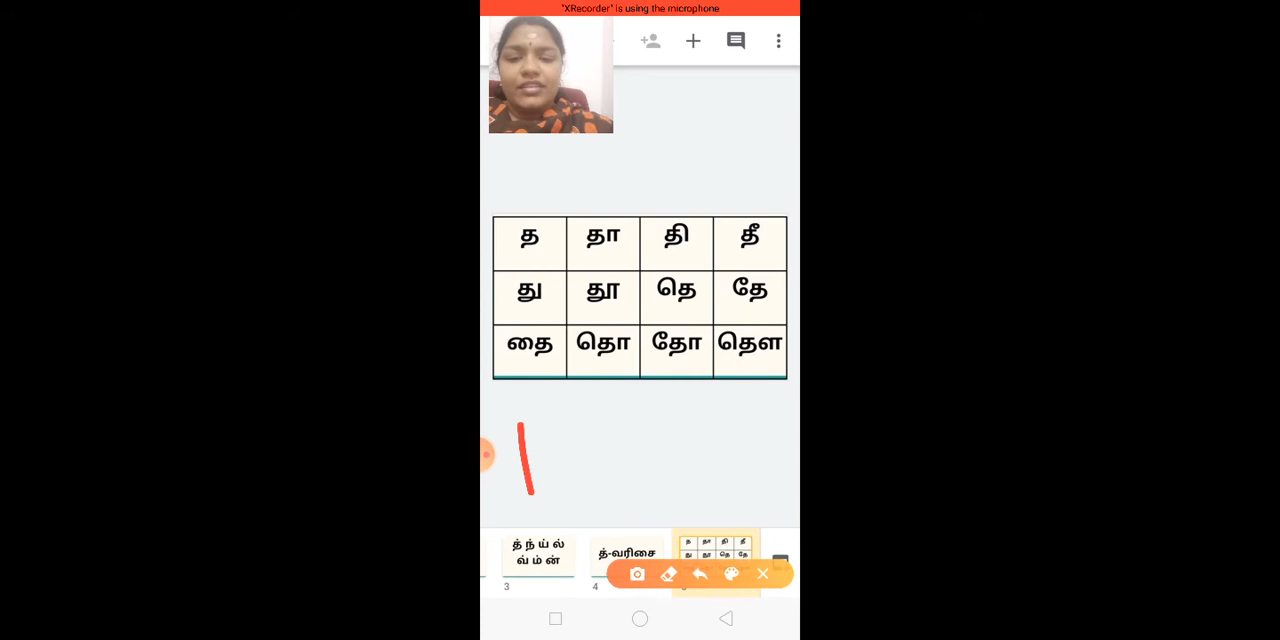 "XRecorder" is using the microphone
த தா தி தீ
து தூ தெ தே
தை தொ தோ தௌ
த் ந் ய் ல்
வ் ம் ன்
த்-வரிசை
த தா தி தீ
து தூ தெ தே
3
4